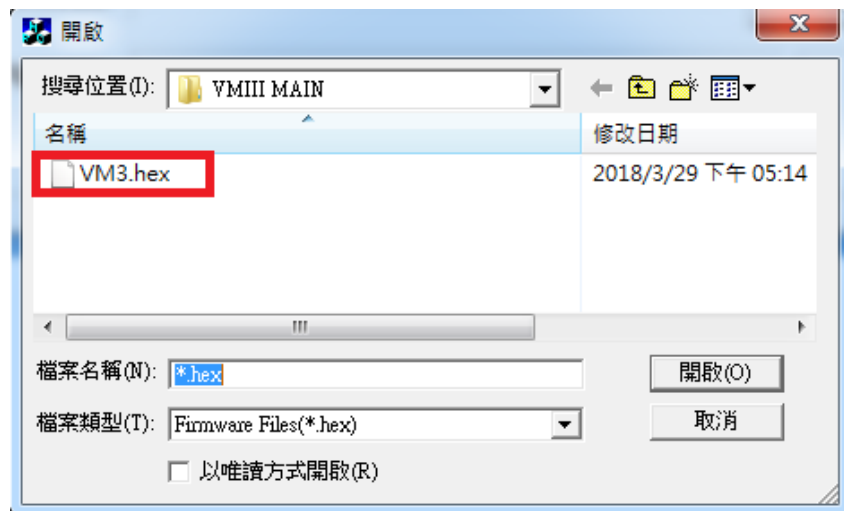 開啟
搜尋位置(I): VMIII MAIN
名稱 修改日期
VM3.hex 2018/3/29 下午 05:14
檔案名稱(N): *.hex 開啟(O)
檔案類型(T): Firmware Files(*.hex) 取消
以唯讀方式開啟(R)